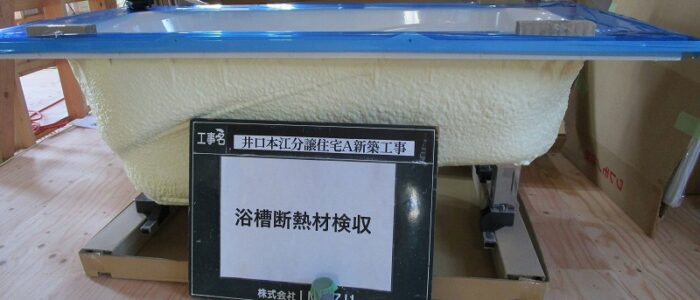 工事名 井口本江分譲住宅A新築工事
浴槽断熱材検収
株式会社